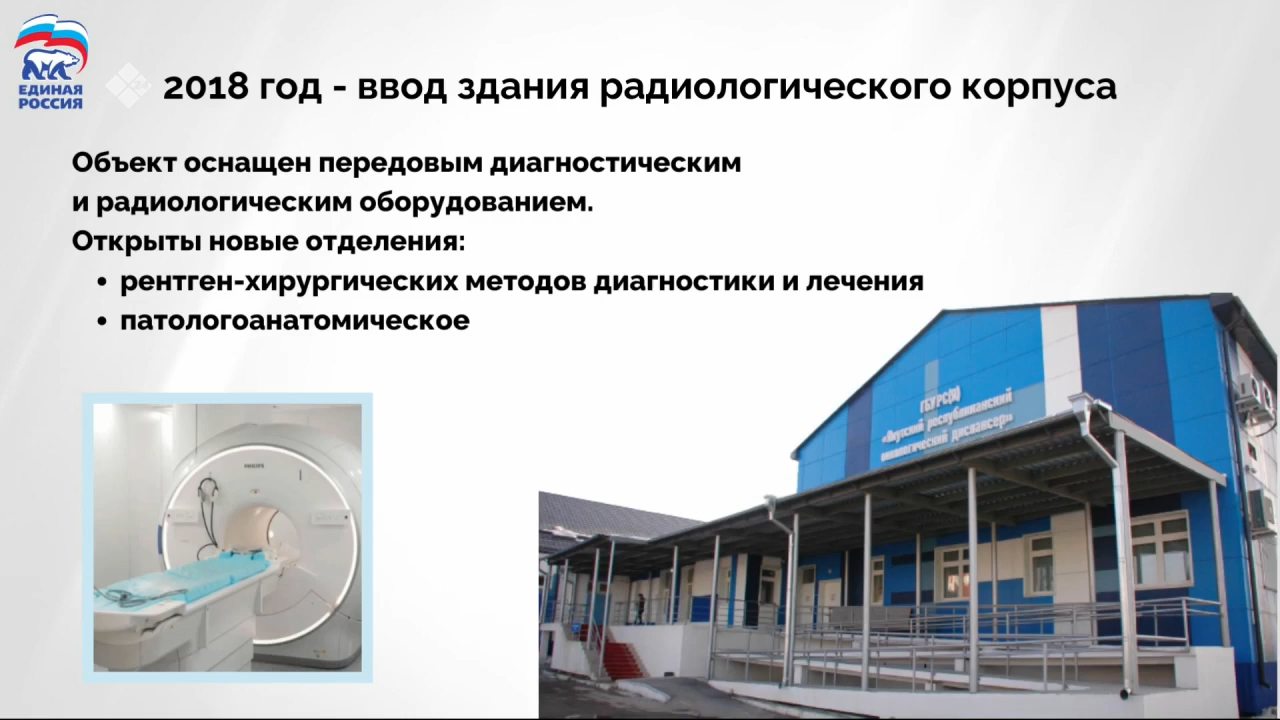 ЕДИНАЯ
РОССИЯ
2018 год - ввод здания радиологического корпуса
Объект оснащен передовым диагностическим
и радиологическим оборудованием.
Открыты новые отделения:
• рентген-хирургических методов диагностики и лечения
• патологоанатомическое
PHILIPS
ГБУ РС(Я)
«Якутский республиканский
онкологический диспансер»